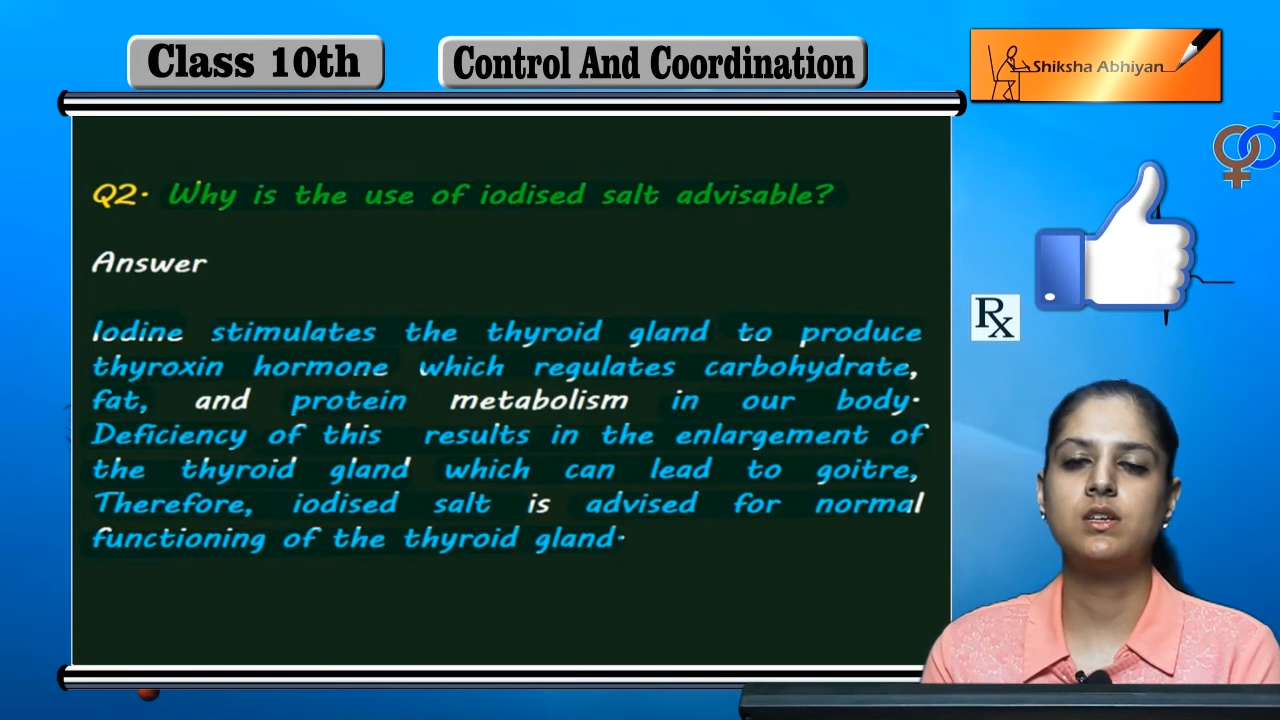 Class 10th
Control And Coordination
Shiksha Abhiyan
Q2. Why is the use of iodised salt advisable?
Answer
Iodine stimulates the thyroid gland to produce
thyroxin hormone which regulates carbohydrate,
fat, and protein metabolism in our body.
Deficiency of this results in the enlargement of
the thyroid gland which can lead to goitre,
Therefore, iodised salt is advised for normal
functioning of the thyroid gland.
Rx